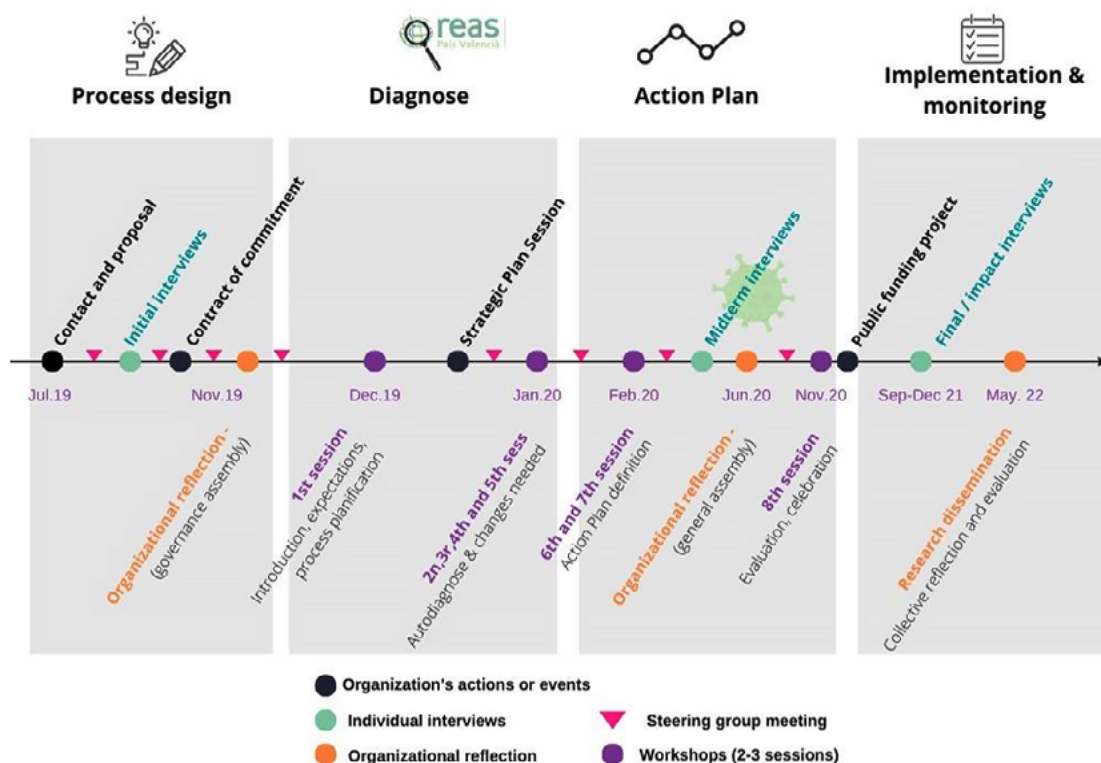 reas
País Valencià
Process design
Diagnose
Action Plan
Implementation &
monitoring
Contact and proposal
Initial interviews
Contract of commitment
Strategic Plan Session
Midterm interviews
Public funding project
Final / impact interviews
Jul.19
Nov.19
Dec.19
Jan.20
Feb.20
Jun.20
Nov.20
Sep-Dec 21
May. 22
Organizational reflection -
(governance assembly)
1st session
Introduction, expectations,
process planification
2n,3r,4th and 5th sess
Autodiagnose & changes needed
6th and 7th session
Action Plan definition
Organizational reflection -
(general assembly)
8th session
Evaluation, celebration
Research dissemination
Collective reflection and evaluation
Organization's actions or events
Individual interviews
Steering group meeting
Organizational reflection
Workshops (2-3 sessions)